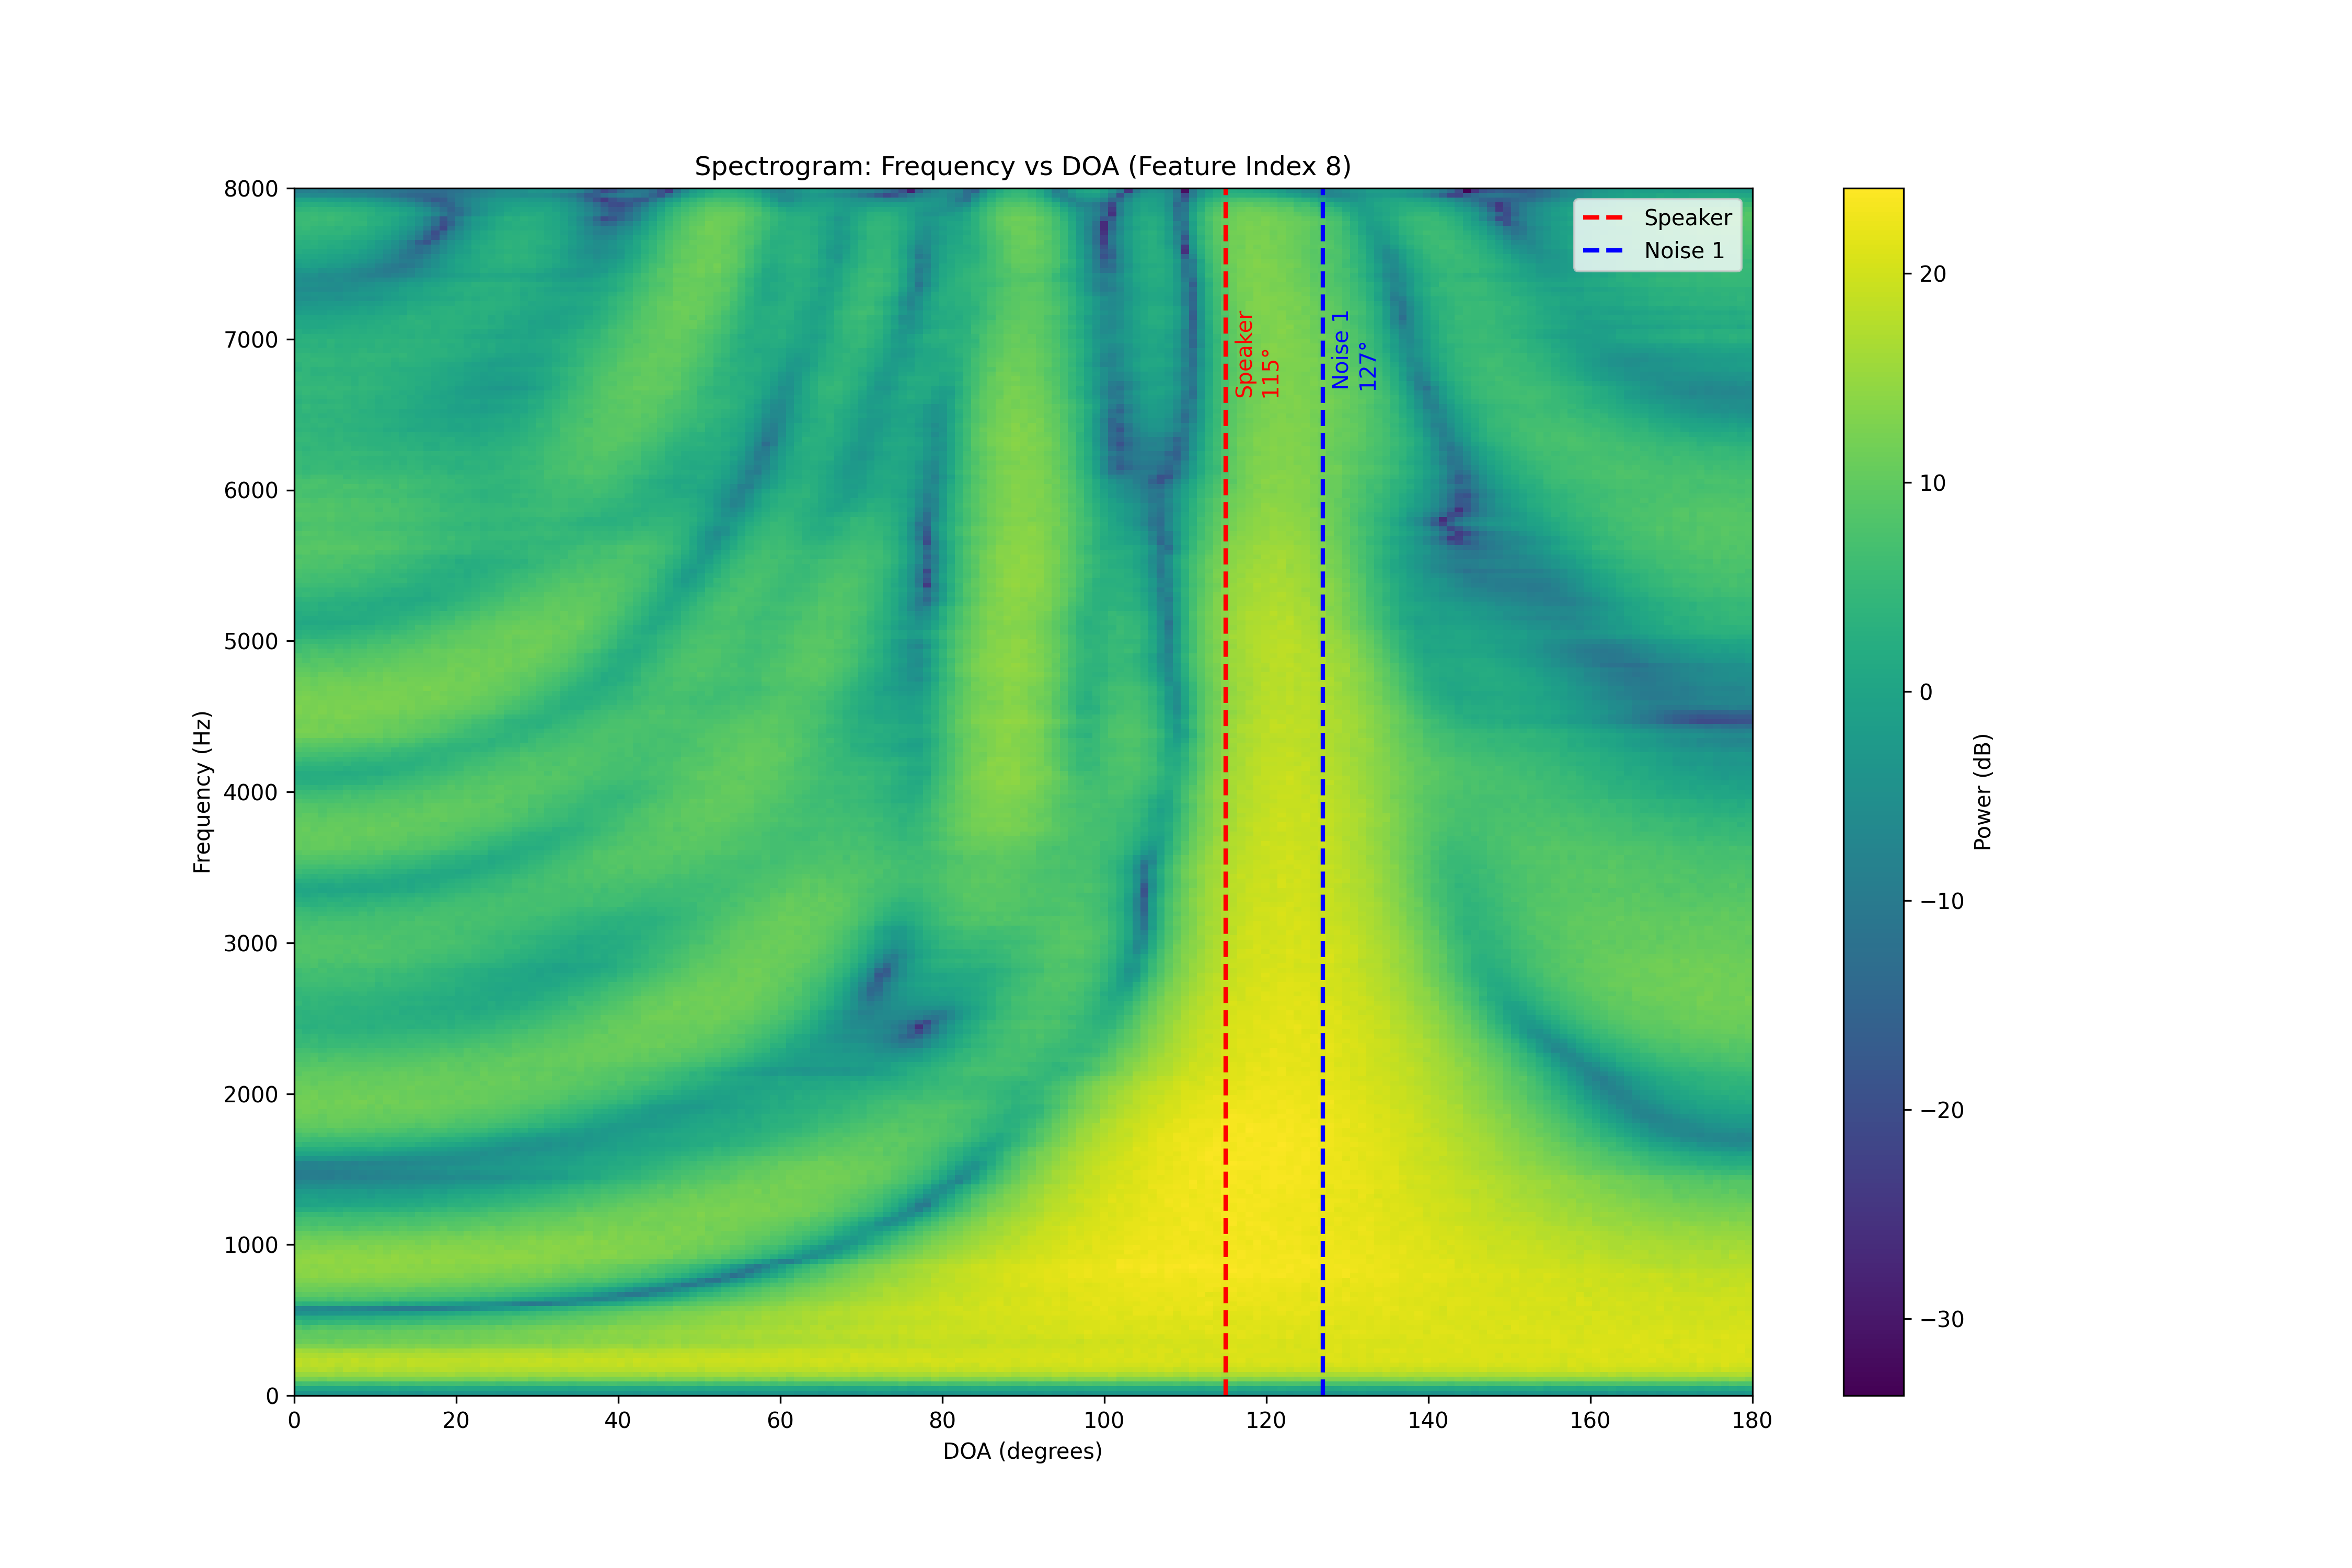 Spectrogram: Frequency vs DOA (Feature Index 8)
8000
7000
6000
5000
4000
3000
2000
1000
0
Frequency (Hz)
0 20 40 60 80 100 120 140 160 180
DOA (degrees)
Speaker
Noise 1
Speaker
115°
Noise 1
127°
20
10
0
−10
−20
−30
Power (dB)